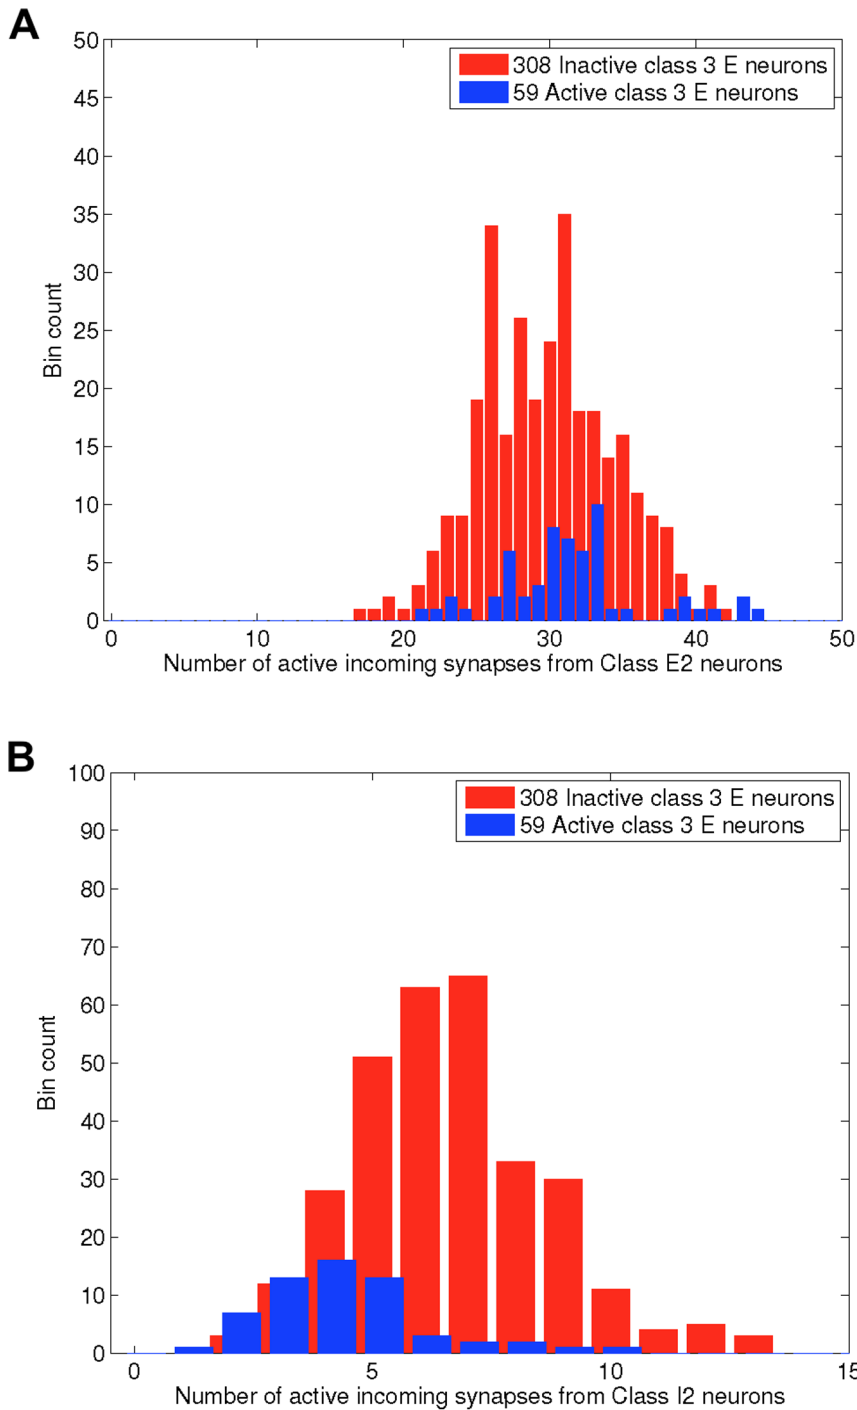 A
50
45
40
35
30
25
20
15
10
5
0
Bin count
308 Inactive class 3 E neurons
59 Active class 3 E neurons
0 10 20 30 40 50
Number of active incoming synapses from Class E2 neurons
B
100
90
80
70
60
50
40
30
20
10
0
Bin count
308 Inactive class 3 E neurons
59 Active class 3 E neurons
0 5 10 15
Number of active incoming synapses from Class I2 neurons